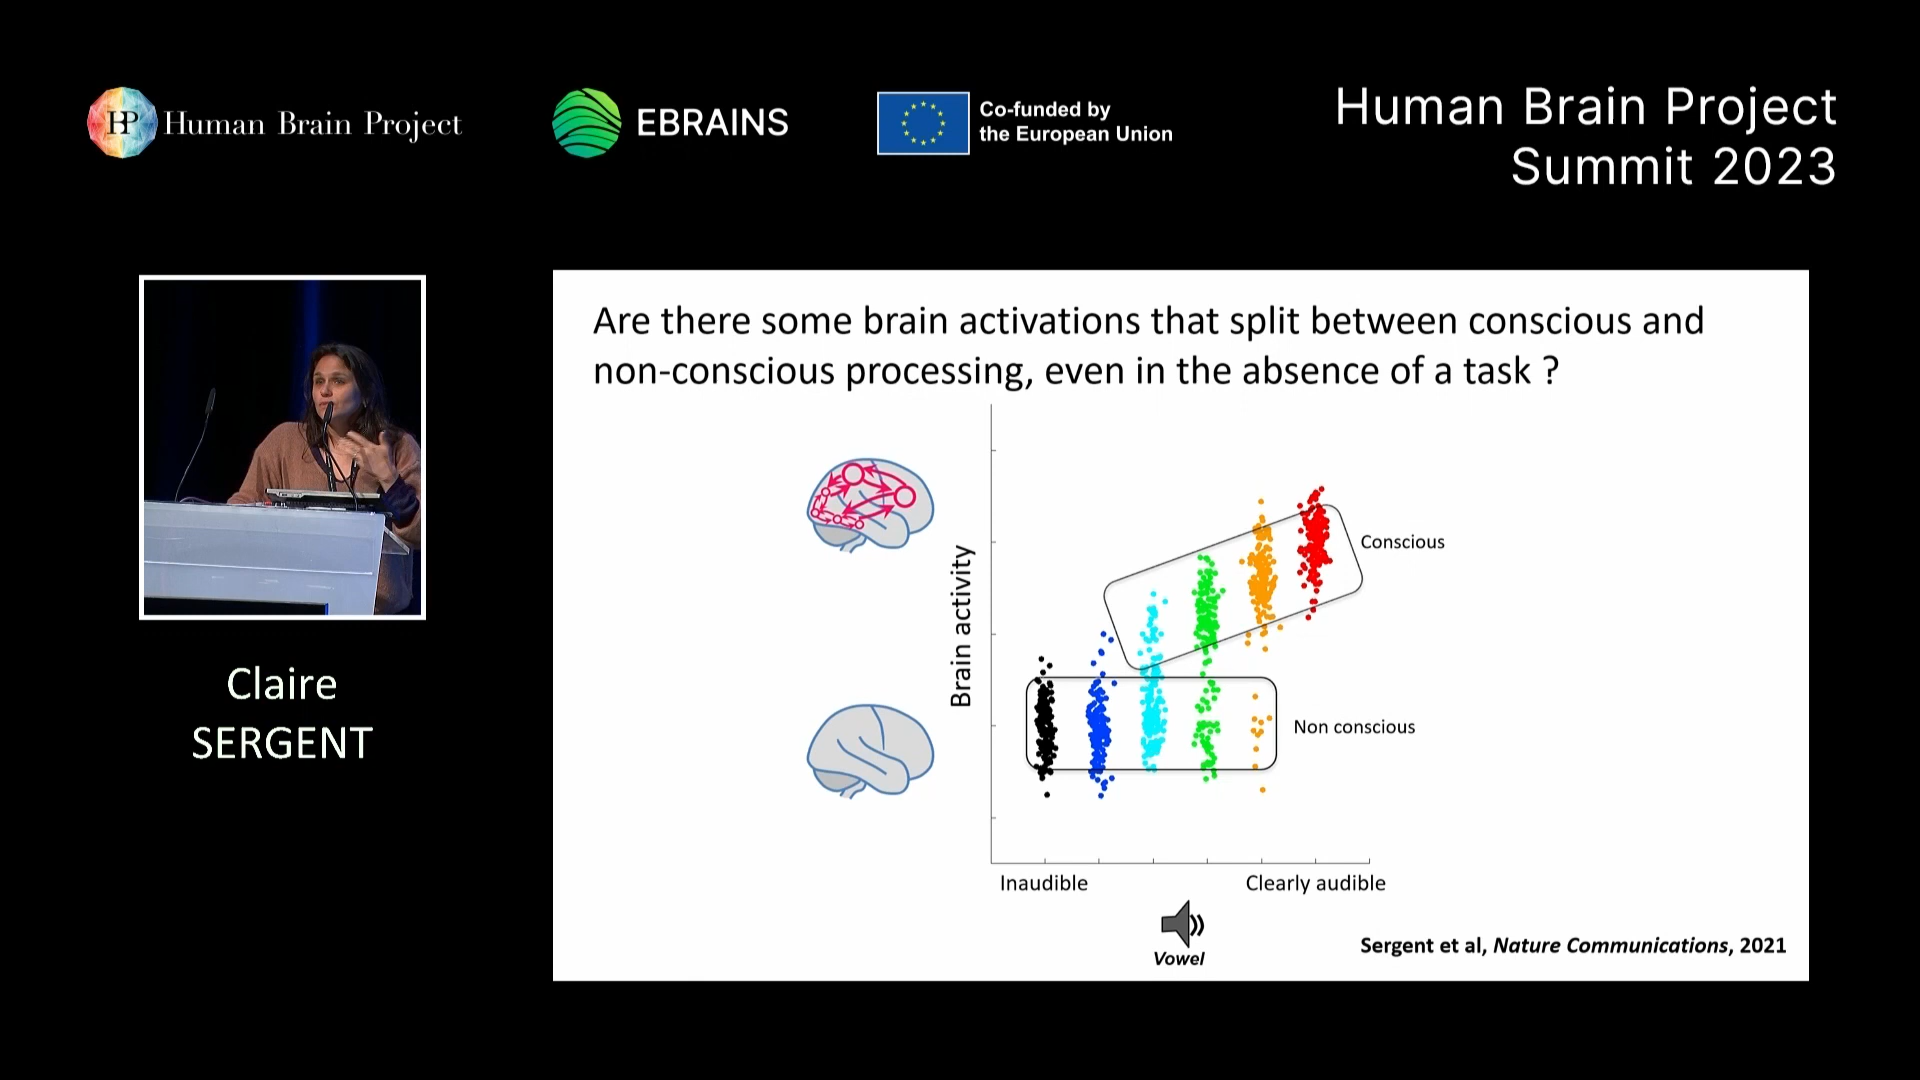 HP Human Brain Project
EBRAINS
Co-funded by
the European Union
Human Brain Project
Summit 2023
Claire
SERGENT
Are there some brain activations that split between conscious and
non-conscious processing, even in the absence of a task ?
Brain activity
Conscious
Non conscious
Inaudible
Clearly audible
Vowel
Sergent et al, Nature Communications, 2021